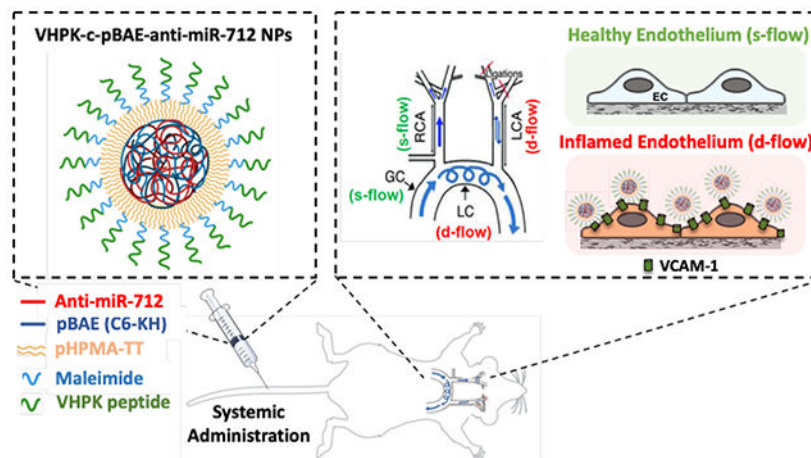 VHPK-c-pBAE-anti-miR-712 NPs
Anti-miR-712
pBAE (C6-KH)
pHPMA-TT
Maleimide
VHPK peptide
Systemic
Administration
Ligations
(s-flow)
RCA
LCA
(d-flow)
GC
(s-flow)
LC
(d-flow)
Healthy Endothelium (s-flow)
EC
Inflamed Endothelium (d-flow)
VCAM-1